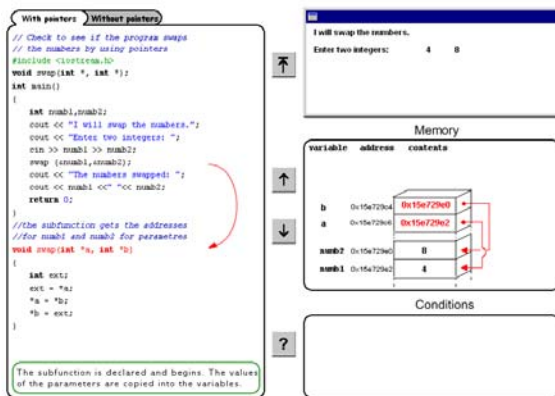 With pointers
Without pointers
// Check to see if the program swaps
// the numbers by using pointers
#include <iostream.h>
void swap(int *, int *);
int main()
{
int numb1,numb2;
cout << "I will swap the numbers.";
cout << "Enter two integers: ";
cin >> numb1 >> numb2;
swap (&numb1,&numb2);
cout << "The numbers swapped: ";
cout << numb1 <<" "<< numb2;
return 0;
}
//the subfunction gets the addresses
//for numb1 and numb2 for parametres
void swap(int *a, int *b)
{
int ext;
ext = *a;
*a = *b;
*b = ext;
}
The subfunction is declared and begins. The values
of the parameters are copied into the variables.
?
I will swap the numbers.
Enter two integers: 4 8
Memory
variable address contents
b 0x15e729c4 0x15e729e0
a 0x15e729c6 0x15e729e2
numb2 0x15e729e0 8
numb1 0x15e729e2 4
Conditions